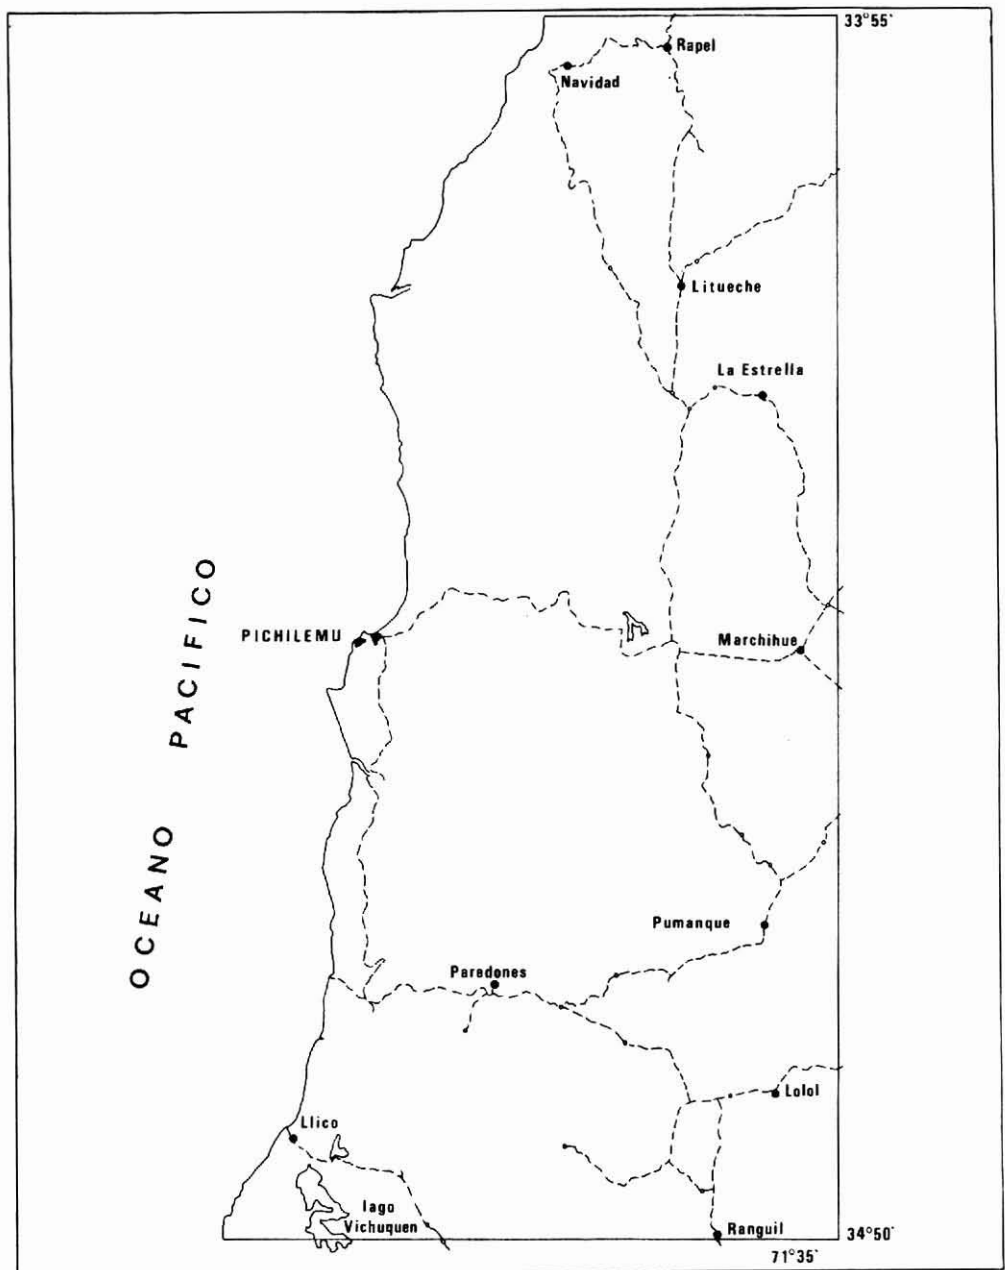 33°55'
Rapel
Navidad
Litueche
La Estrella
OCEANO PACIFICO
PICHILEMU
Marchihue
Pumanque
Paredones
Lolol
Llico
lago
Vichuquen
Ranguil
34°50'
71°35'